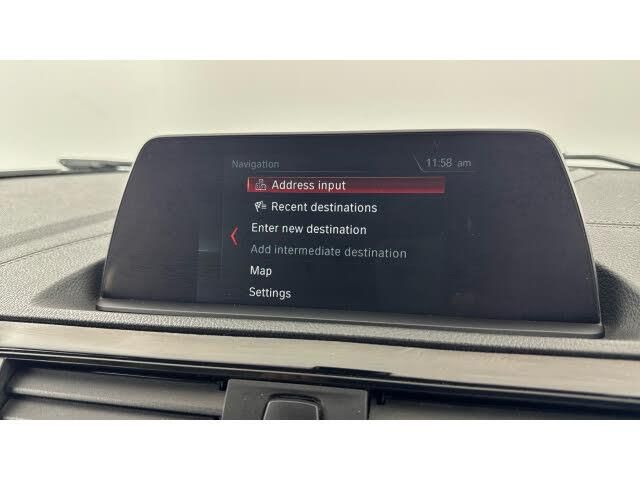 Navigation
11:58 am
Address input
Recent destinations
Enter new destination
Add intermediate destination
Map
Settings